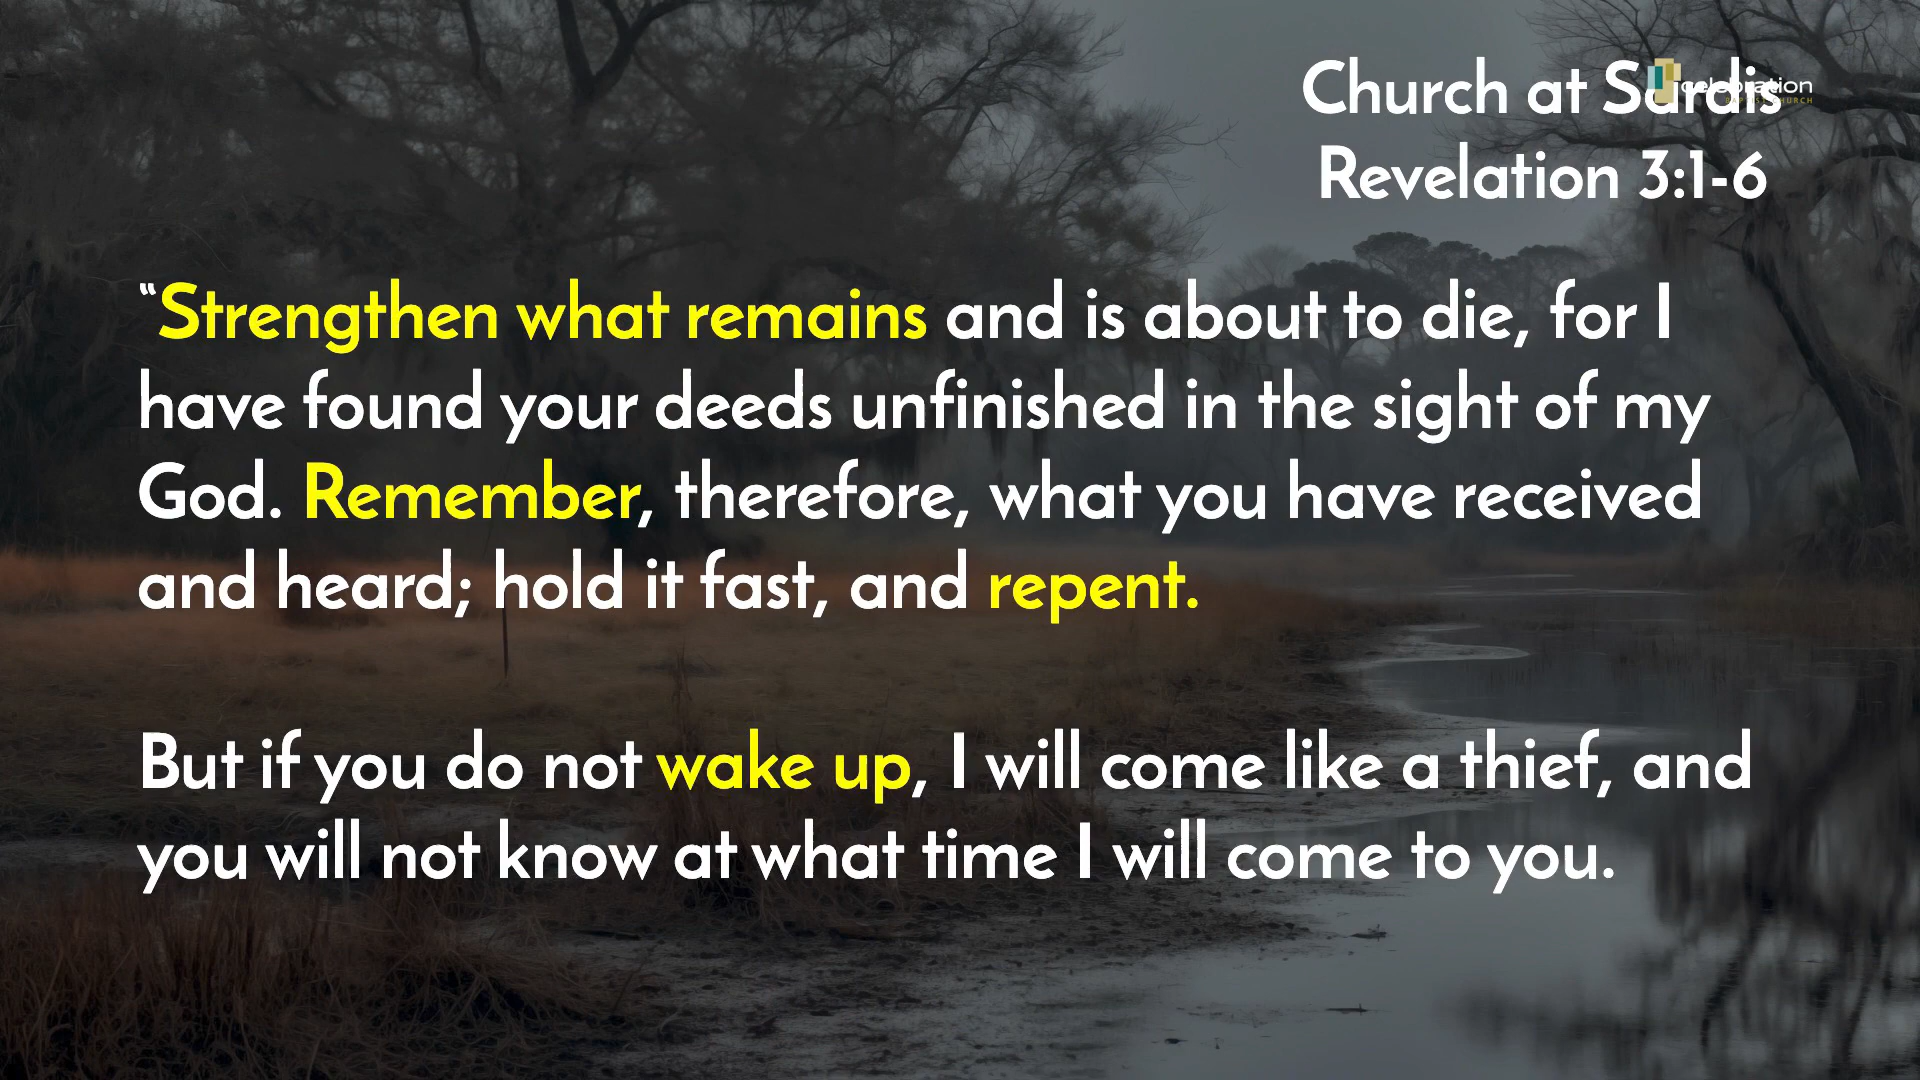 Church at Sardis
celebration
Revelation 3:1-6
“Strengthen what remains and is about to die, for I
have found your deeds unfinished in the sight of my
God. Remember, therefore, what you have received
and heard; hold it fast, and repent.
But if you do not wake up, I will come like a thief, and
you will not know at what time I will come to you.